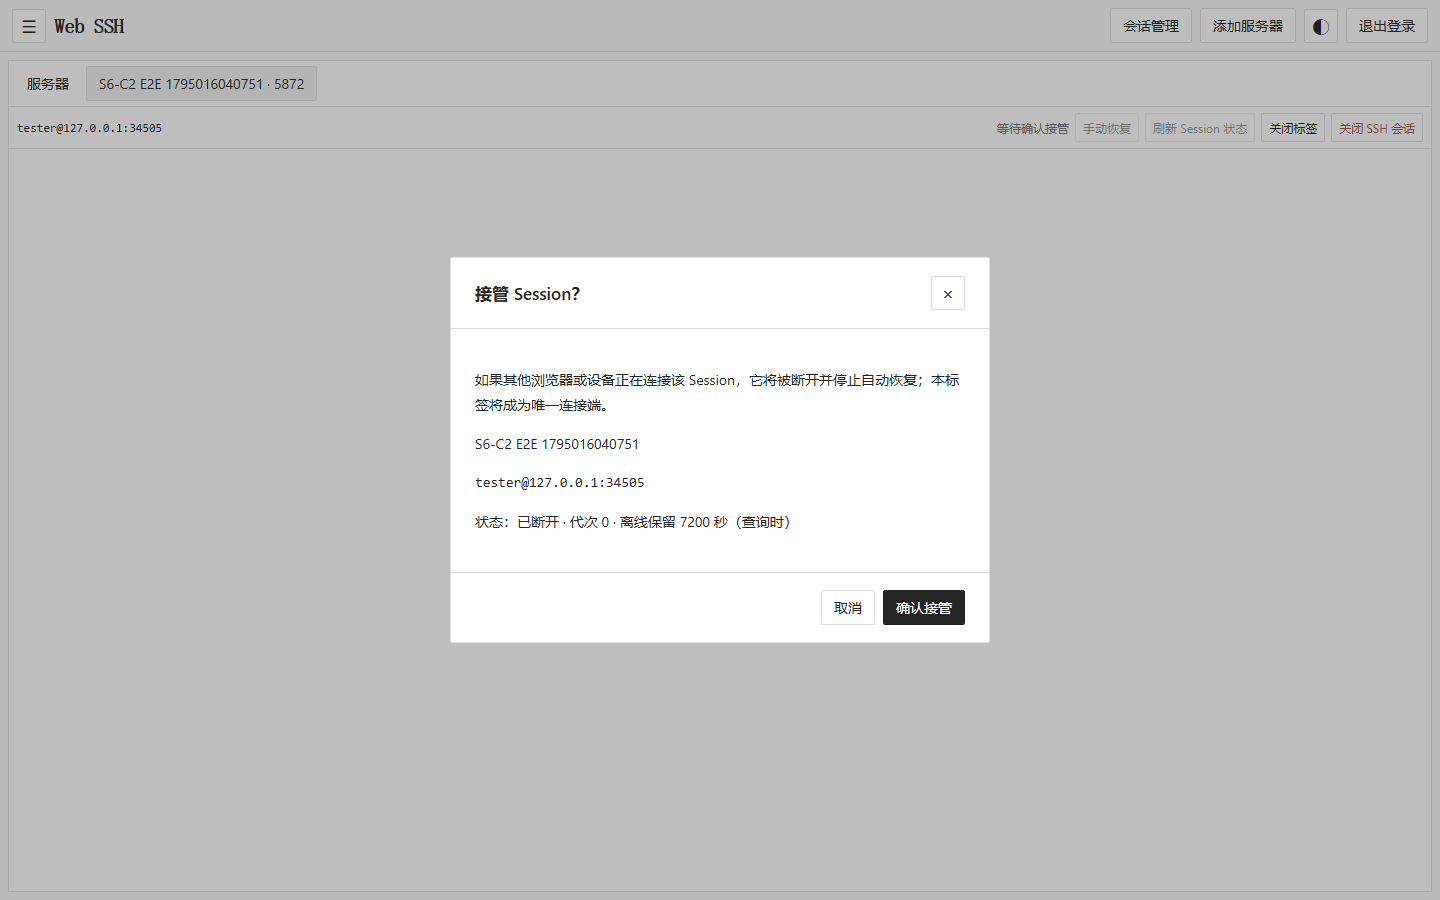 ☰ Web SSH 会话管理 添加服务器 退出登录
服务器 S6-C2 E2E 1795016040751 · 5872
tester@127.0.0.1:34505 等待确认接管 手动恢复 刷新 Session 状态 关闭标签 关闭 SSH 会话
接管 Session? ×
如果其他浏览器或设备正在连接该 Session，它将被断开并停止自动恢复；本标
签将成为唯一连接端。
S6-C2 E2E 1795016040751
tester@127.0.0.1:34505
状态：已断开 · 代次 0 · 离线保留 7200 秒（查询时）
取消 确认接管